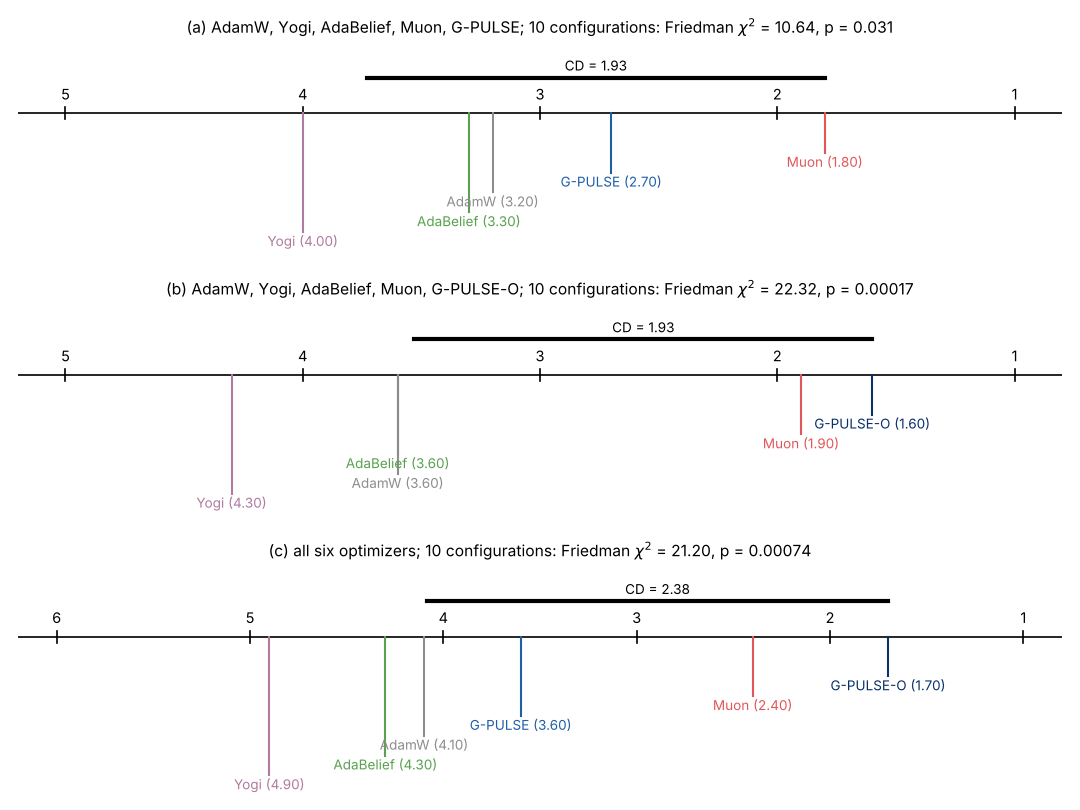 (a) AdamW, Yogi, AdaBelief, Muon, G-PULSE; 10 configurations: Friedman χ² = 10.64, p = 0.031
CD = 1.93
5 4 3 2 1
Muon (1.80)
G-PULSE (2.70)
AdamW (3.20)
AdaBelief (3.30)
Yogi (4.00)
(b) AdamW, Yogi, AdaBelief, Muon, G-PULSE-O; 10 configurations: Friedman χ² = 22.32, p = 0.00017
CD = 1.93
5 4 3 2 1
G-PULSE-O (1.60)
Muon (1.90)
AdaBelief (3.60)
AdamW (3.60)
Yogi (4.30)
(c) all six optimizers; 10 configurations: Friedman χ² = 21.20, p = 0.00074
CD = 2.38
6 5 4 3 2 1
G-PULSE-O (1.70)
Muon (2.40)
G-PULSE (3.60)
AdamW (4.10)
AdaBelief (4.30)
Yogi (4.90)